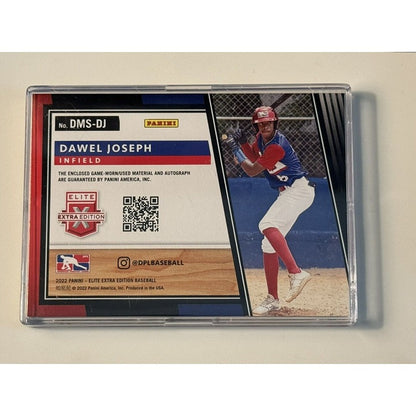 No. DMS-DJ
PANINI
DAWEL JOSEPH
INFIELD
THE ENCLOSED GAME-WORN/USED MATERIAL AND AUTOGRAPH
ARE GUARANTEED BY PANINI AMERICA, INC.
ELITE
X
EXTRA EDITION
@DPLBASEBALL
2022 PANINI – ELITE EXTRA EDITION BASEBALL
© 2022 Panini America, Inc. Produced in the USA.